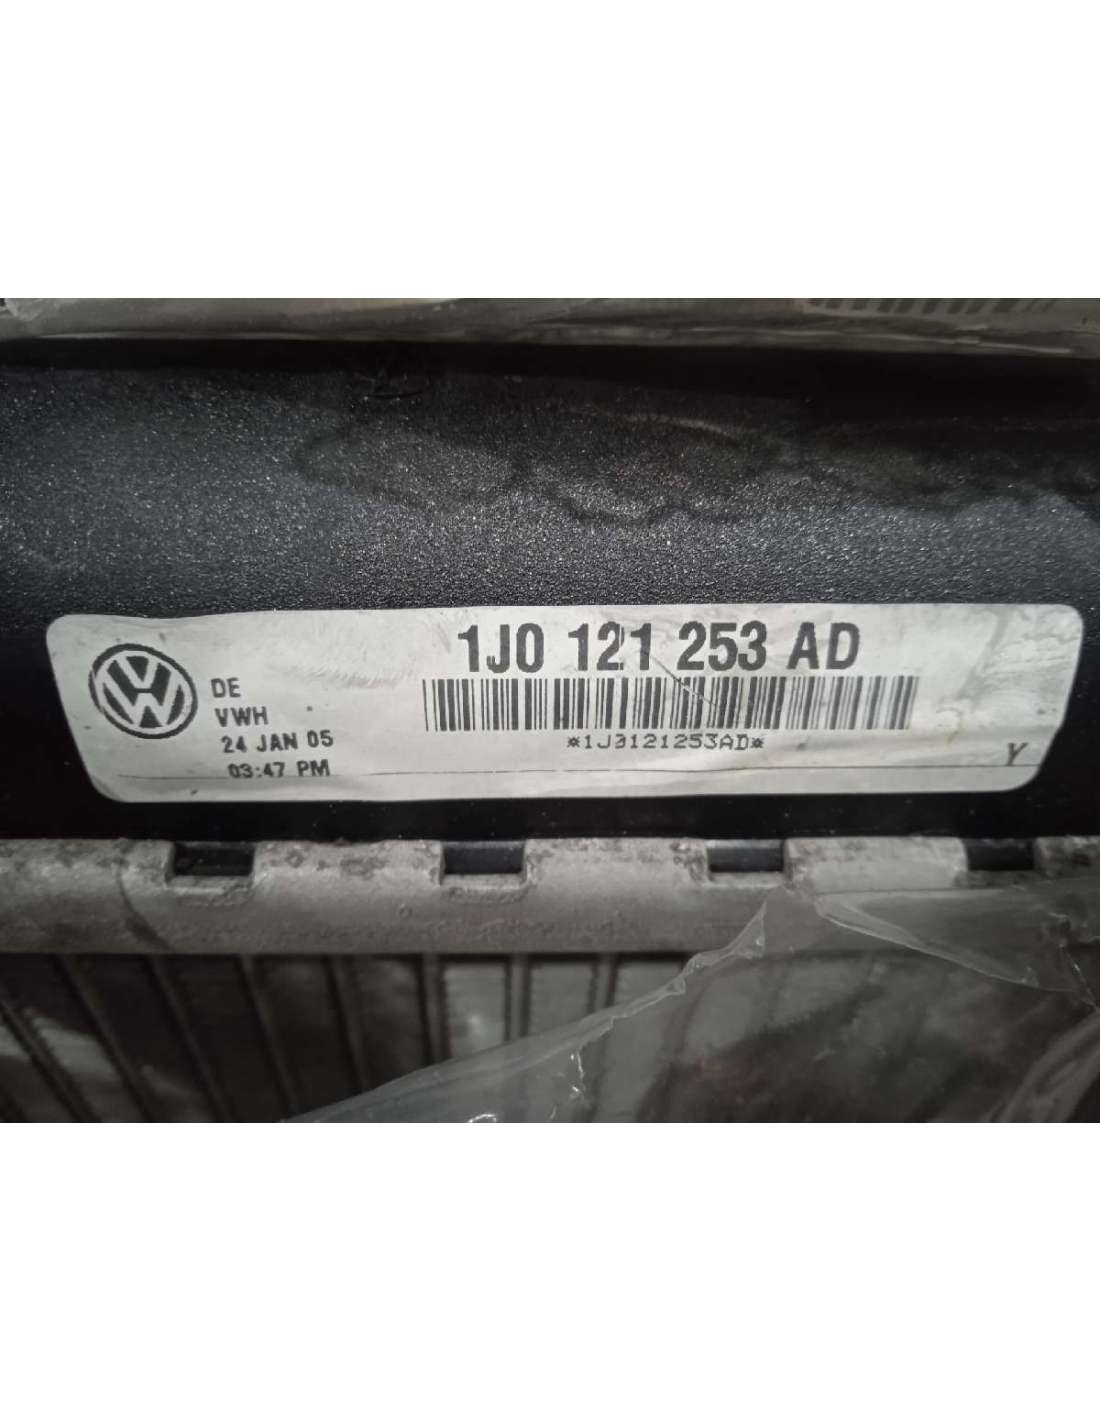 1J0 121 253 AD
DE
VWH
24 JAN 05
03:47 PM
*1J0121253AD*
Y